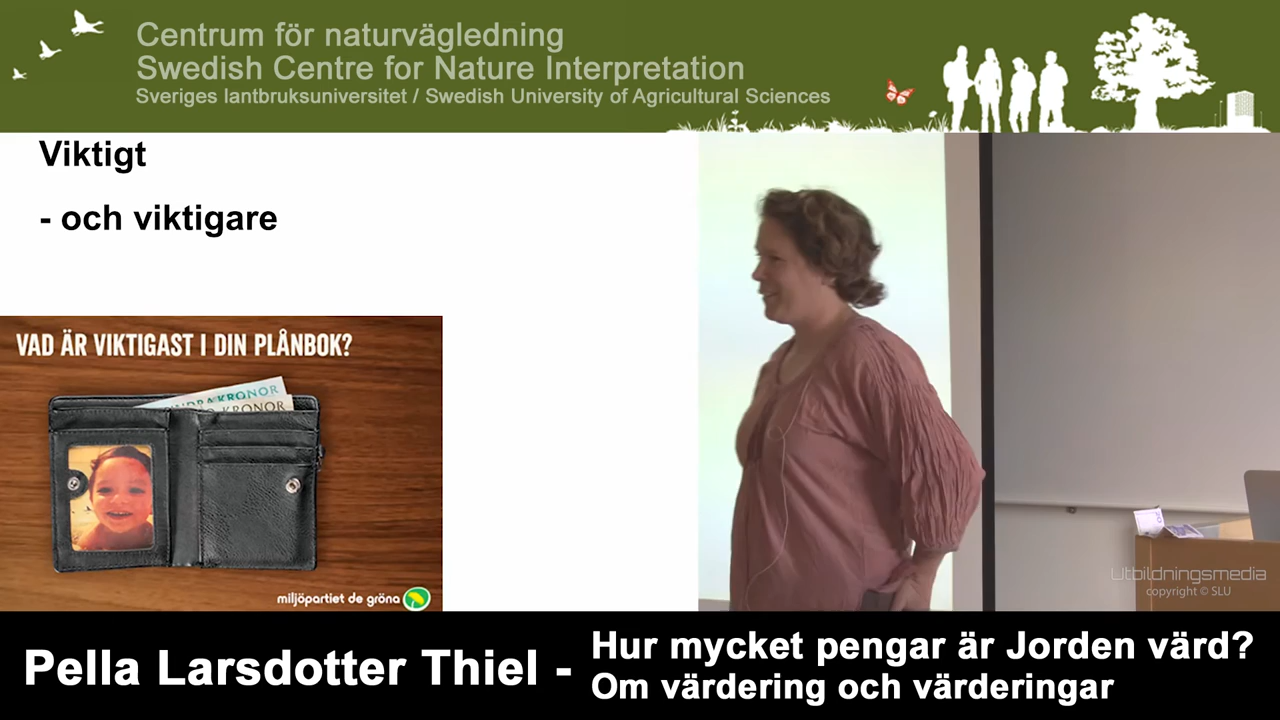 Centrum för naturvägledning
Swedish Centre for Nature Interpretation
Sveriges lantbruksuniversitet / Swedish University of Agricultural Sciences
Viktigt
- och viktigare
VAD ÄR VIKTIGAST I DIN PLÅNBOK?
KRONOR
KRONOR
miljöpartiet de gröna
Utbildningsmedia
copyright © SLU
Pella Larsdotter Thiel -
Hur mycket pengar är Jorden värd?
Om värdering och värderingar